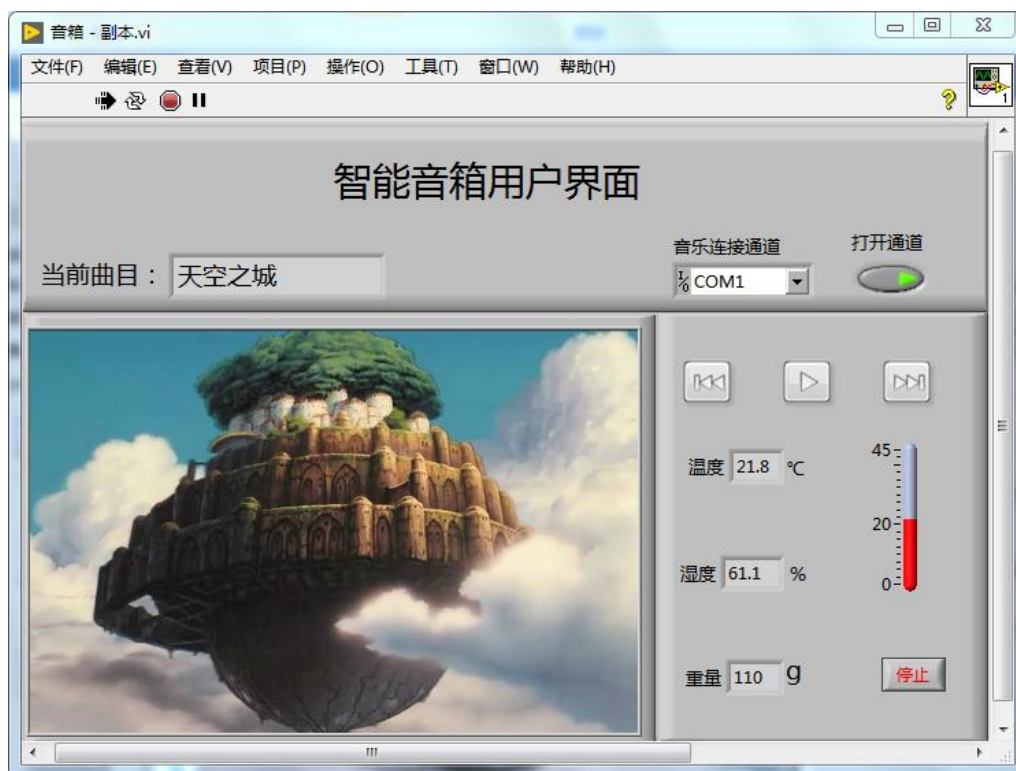 音箱 - 副本.vi
文件(F) 编辑(E) 查看(V) 项目(P) 操作(O) 工具(T) 窗口(W) 帮助(H)
?
1
智能音箱用户界面
音乐连接通道 打开通道
当前曲目： 天空之城
I/O COM1
温度 21.8 ℃
45
20
0
湿度 61.1 %
重量 110 g
停止